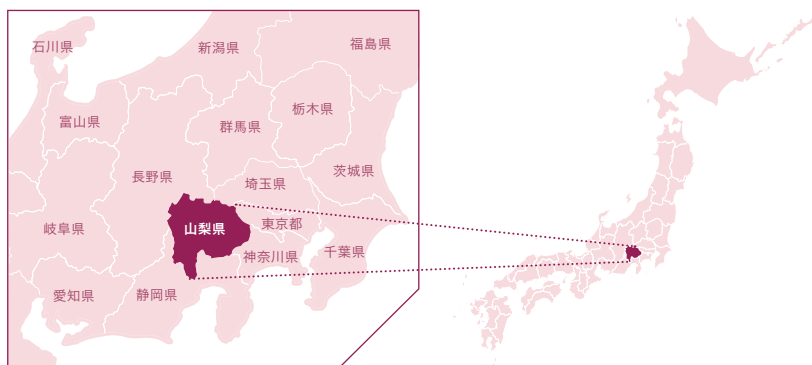 石川県
新潟県
福島県
栃木県
富山県
群馬県
茨城県
長野県
埼玉県
岐阜県
山梨県
東京都
千葉県
神奈川県
愛知県
静岡県